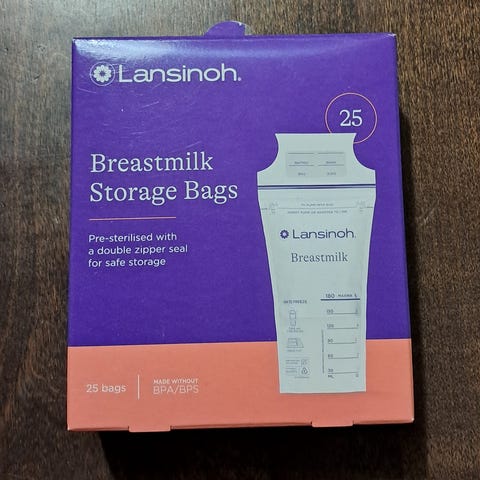 Lansinoh®
25
Breastmilk
Storage Bags
Pre-sterilised with
a double zipper seal
for safe storage
Lansinoh.
Breastmilk
180
150
120
90
60
30
ML
25 bags
MADE WITHOUT
BPA/BPS